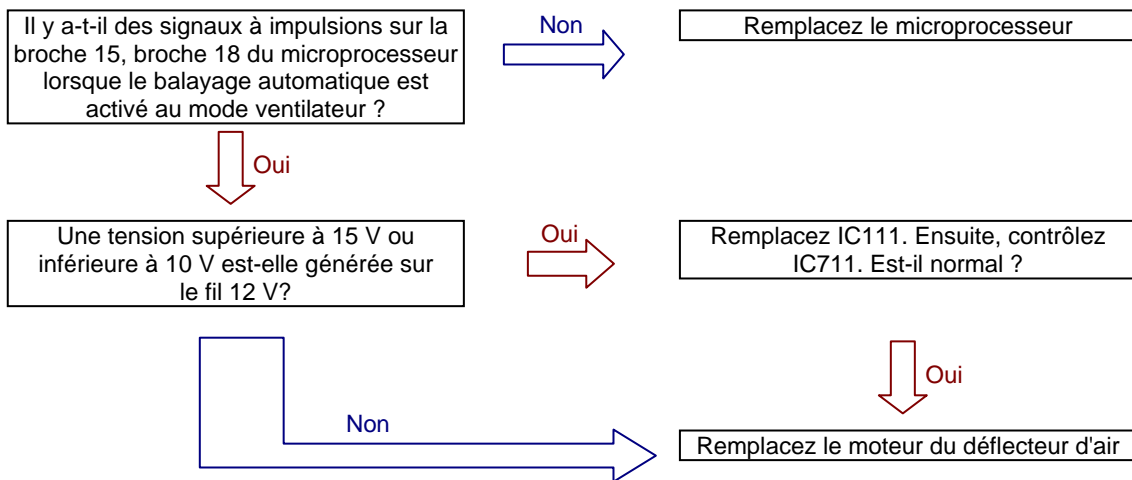 Il y a-t-il des signaux à impulsions sur la
broche 15, broche 18 du microprocesseur
lorsque le balayage automatique est
activé au mode ventilateur ?
Non
Remplacez le microprocesseur
Oui
Une tension supérieure à 15 V ou
inférieure à 10 V est-elle générée sur
le fil 12 V?
Oui
Remplacez IC111. Ensuite, contrôlez
IC711. Est-il normal ?
Oui
Non
Remplacez le moteur du déflecteur d'air